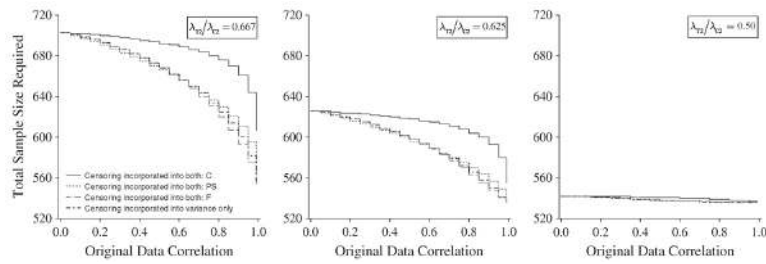 720
680
640
600
560
520
Total Sample Size Required
λT2/λC2 = 0.667
Censoring incorporated into both: C
Censoring incorporated into both: PS
Censoring incorporated into both: F
Censoring incorporated into variance only
0.0 0.2 0.4 0.6 0.8 1.0
Original Data Correlation
720
680
640
600
560
520
λT2/λC2 = 0.625
0.0 0.2 0.4 0.6 0.8 1.0
Original Data Correlation
720
680
640
600
560
520
λT2/λC2 = 0.50
0.0 0.2 0.4 0.6 0.8 1.0
Original Data Correlation